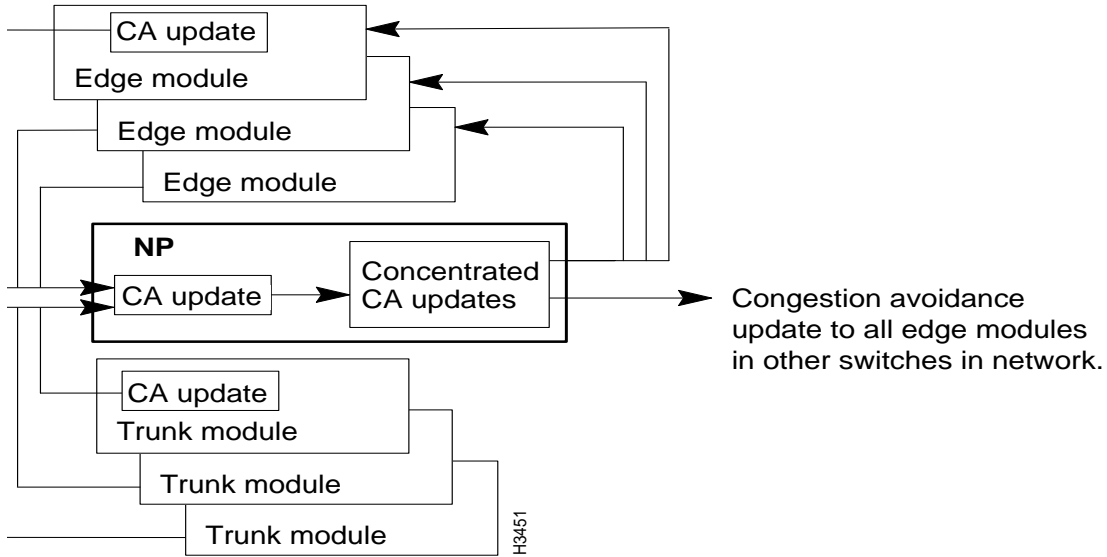 CA update
Edge module
Edge module
Edge module
NP
CA update
Concentrated
CA updates
Congestion avoidance
update to all edge modules
in other switches in network.
CA update
Trunk module
Trunk module
Trunk module
H3451